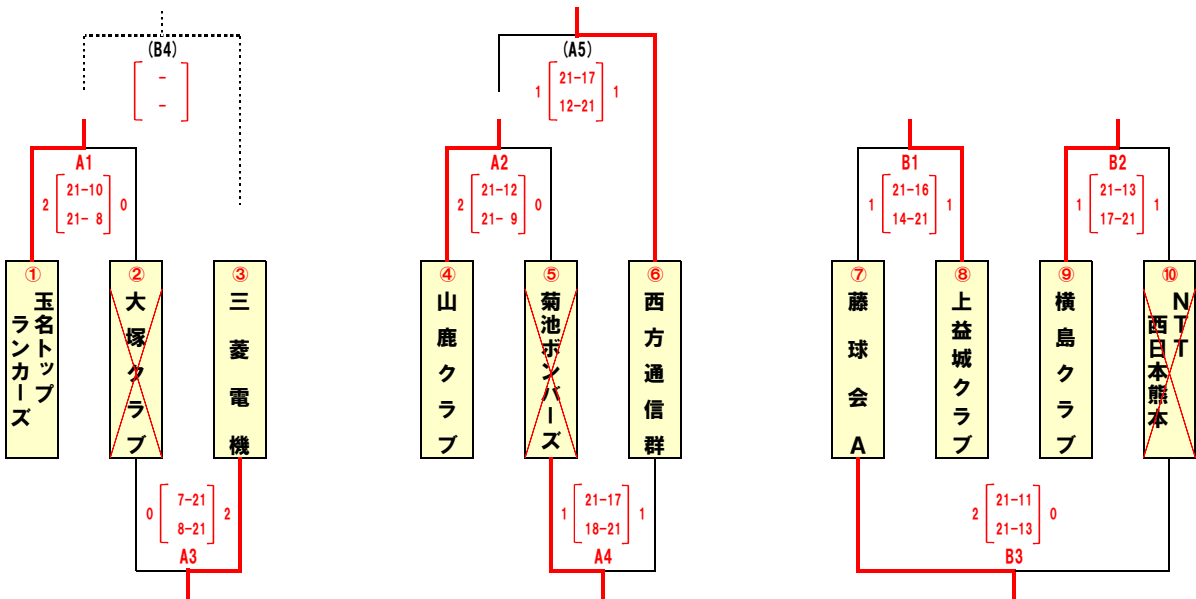 (B4)
-
-
(A5)
1 21-17 1
12-21
A1
2 21-10 0
21- 8
A2
2 21-12 0
21- 9
B1
1 21-16 1
14-21
B2
1 21-13 1
17-21
①
玉名トップ
ランカーズ
②
大塚クラブ
③
三菱電機
④
山鹿クラブ
⑤
菊池ボンバーズ
⑥
西方通信群
⑦
藤球会A
⑧
上益城クラブ
⑨
横島クラブ
⑩
NTT
西日本熊本
0 7-21 2
8-21
A3
1 21-17 1
18-21
A4
2 21-11 0
21-13
B3